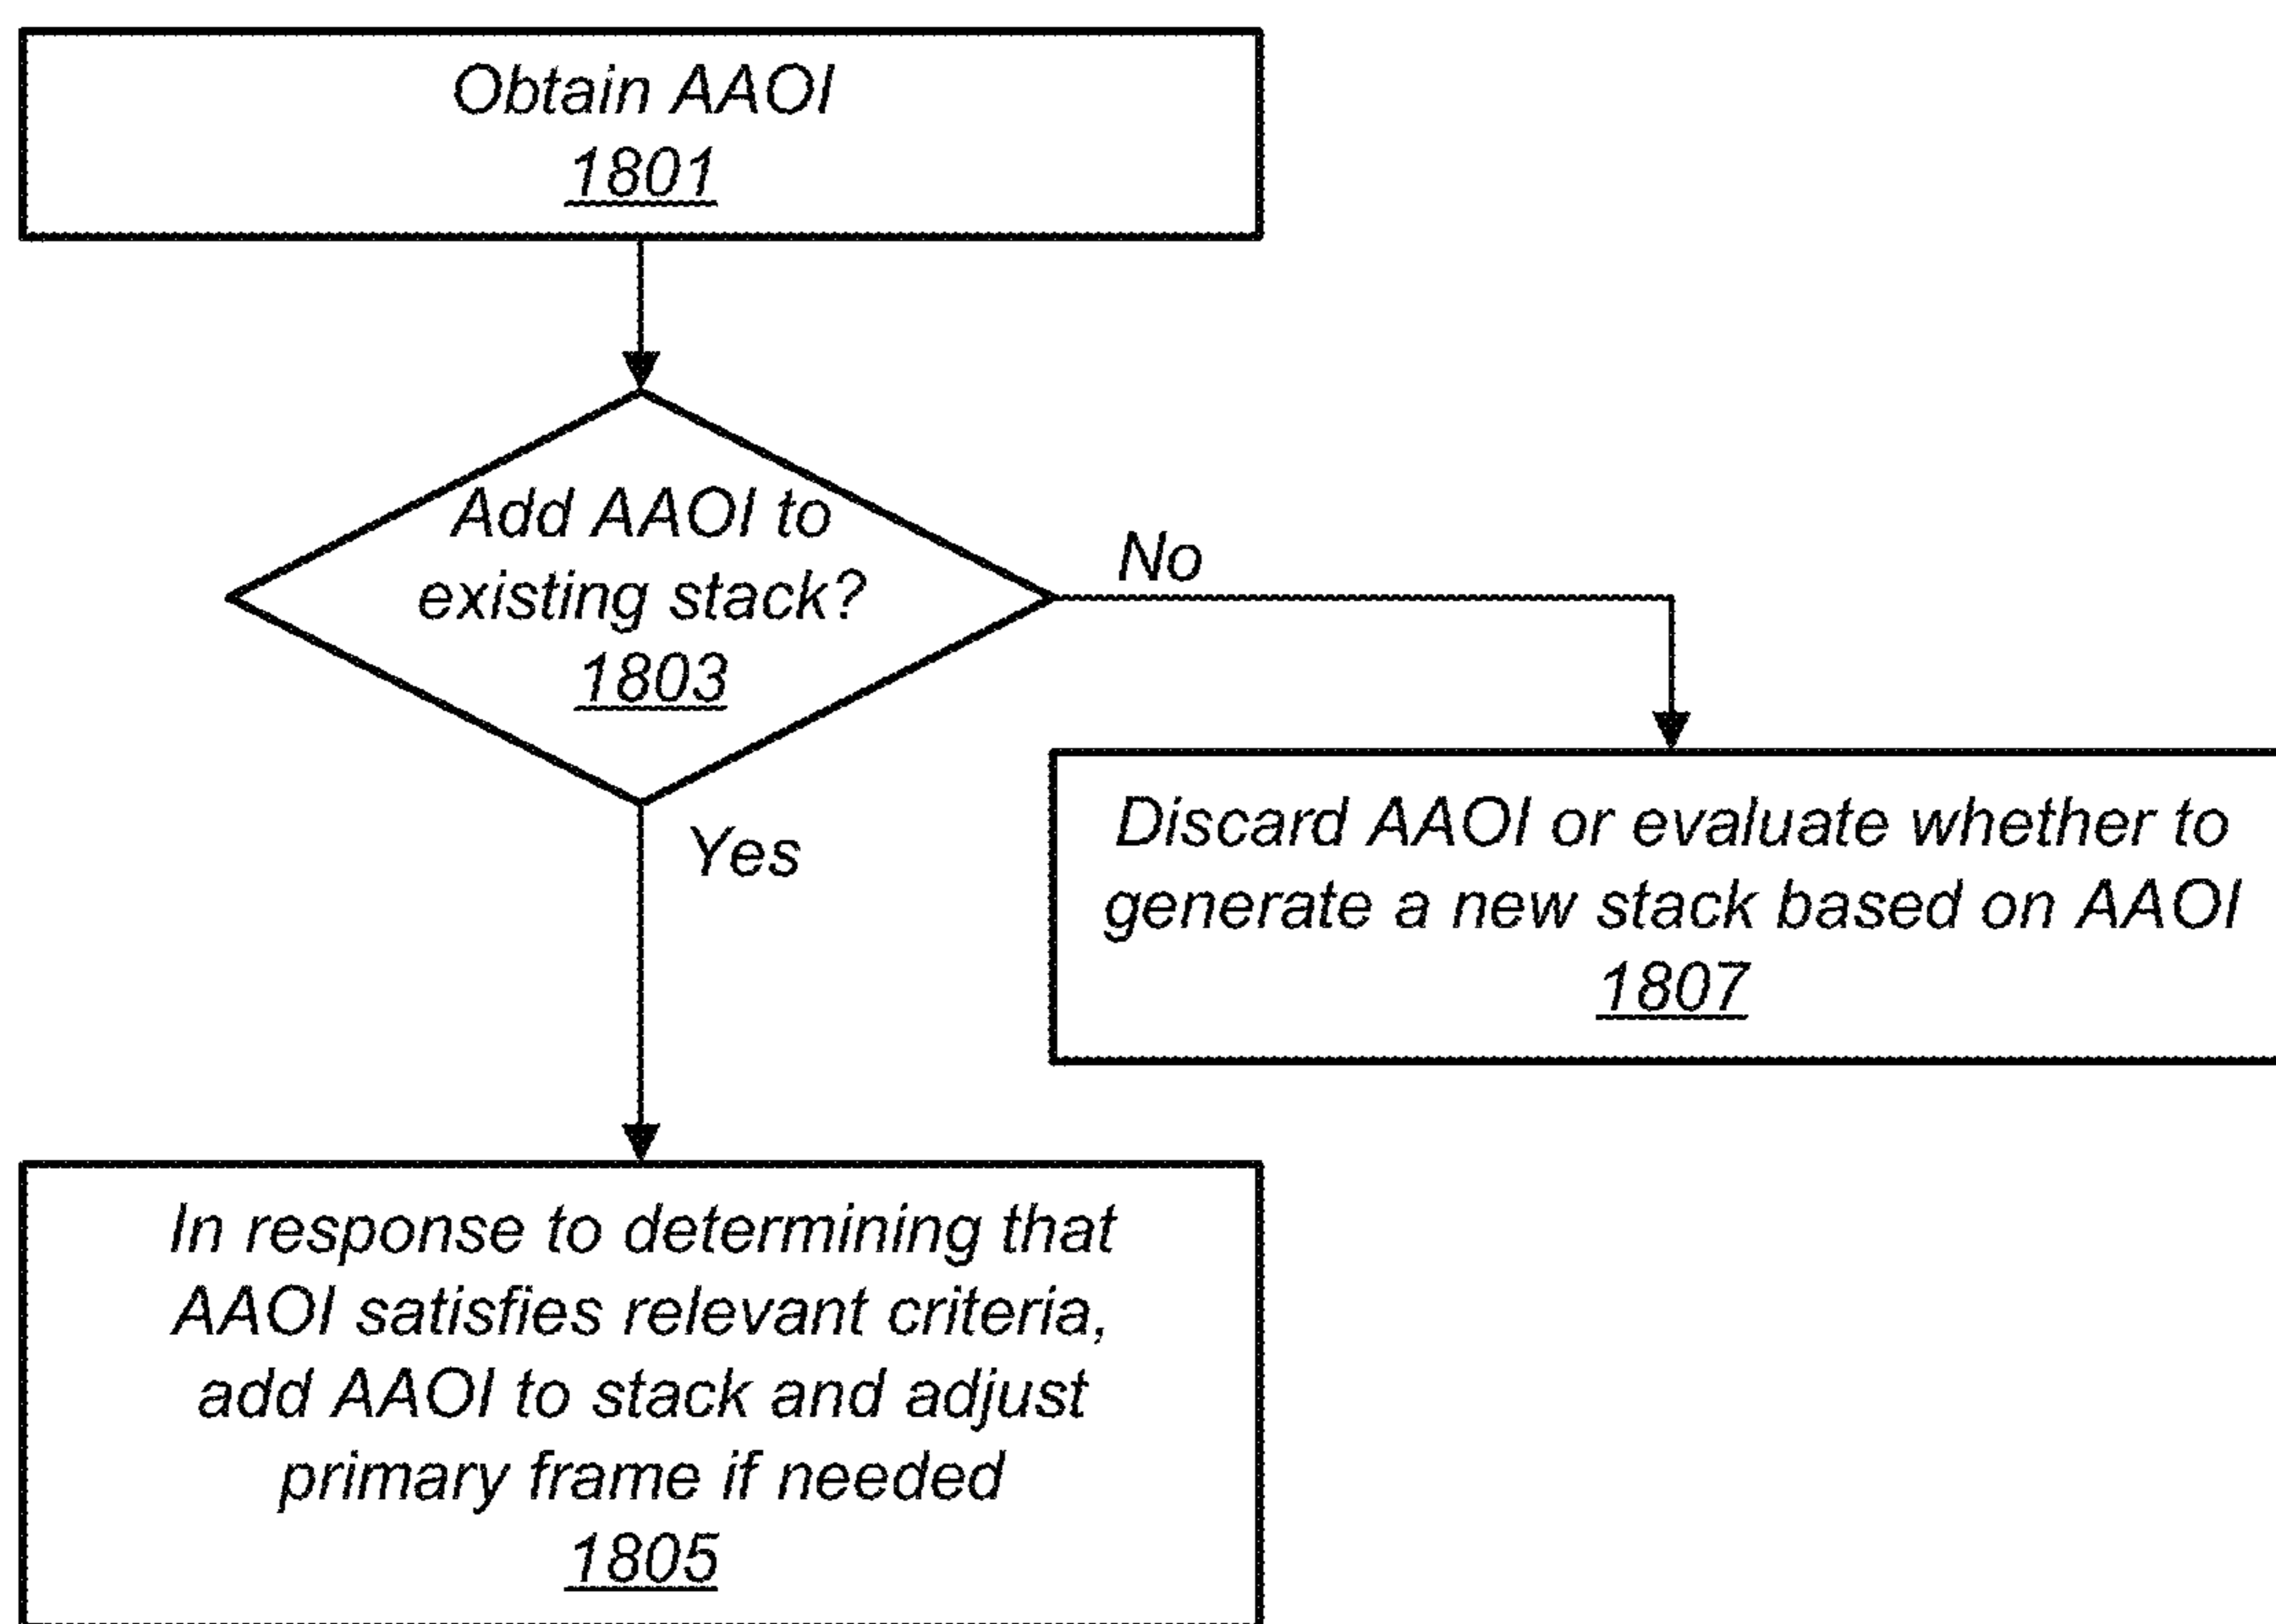 Obtain AAOI
1801
Add AAOI to
existing stack?
1803
No
Yes
Discard AAOI or evaluate whether to
generate a new stack based on AAOI
1807
In response to determining that
AAOI satisfies relevant criteria,
add AAOI to stack and adjust
primary frame if needed
1805